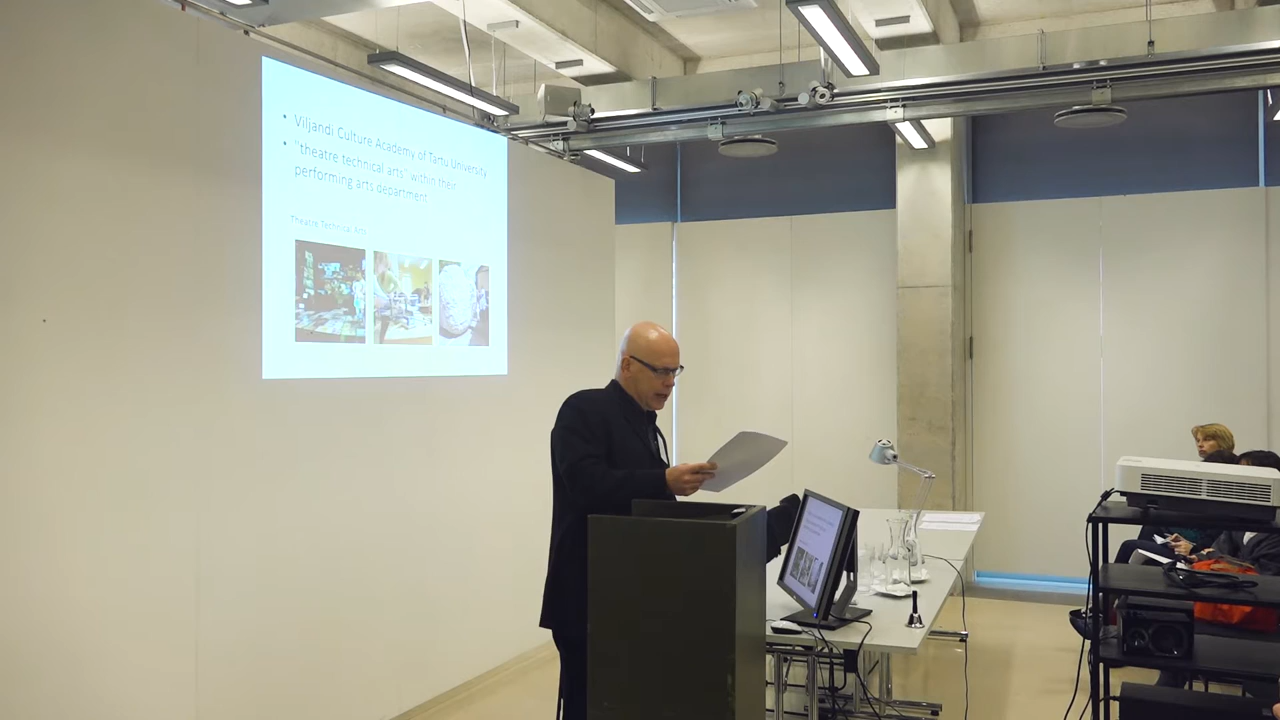 • Viljandi Culture Academy of Tartu University
• "theatre technical arts" within their
performing arts department
Theatre Technical Arts